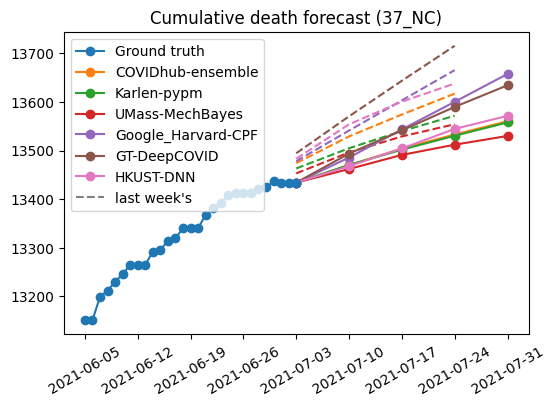 Cumulative death forecast (37_NC)
13700
13600
13500
13400
13300
13200
Ground truth
COVIDhub-ensemble
Karlen-pypm
UMass-MechBayes
Google_Harvard-CPF
GT-DeepCOVID
HKUST-DNN
last week's
2021-06-05
2021-06-12
2021-06-19
2021-06-26
2021-07-03
2021-07-10
2021-07-17
2021-07-24
2021-07-31